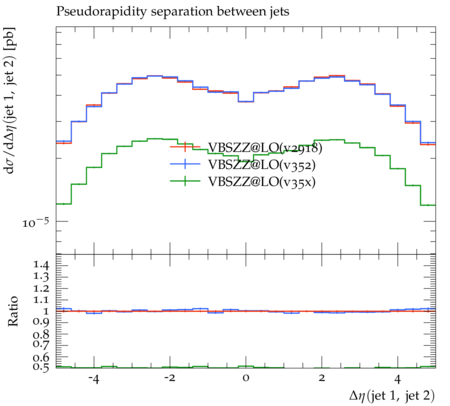 Pseudorapidity separation between jets
dσ/dΔη(jet 1, jet 2) [pb]
VBSZZ@LO(v2918)
VBSZZ@LO(v352)
VBSZZ@LO(v35x)
10⁻⁵
Ratio
1.4
1.3
1.2
1.1
1
0.9
0.8
0.7
0.6
0.5
-4 -2 0 2 4
Δη(jet 1, jet 2)